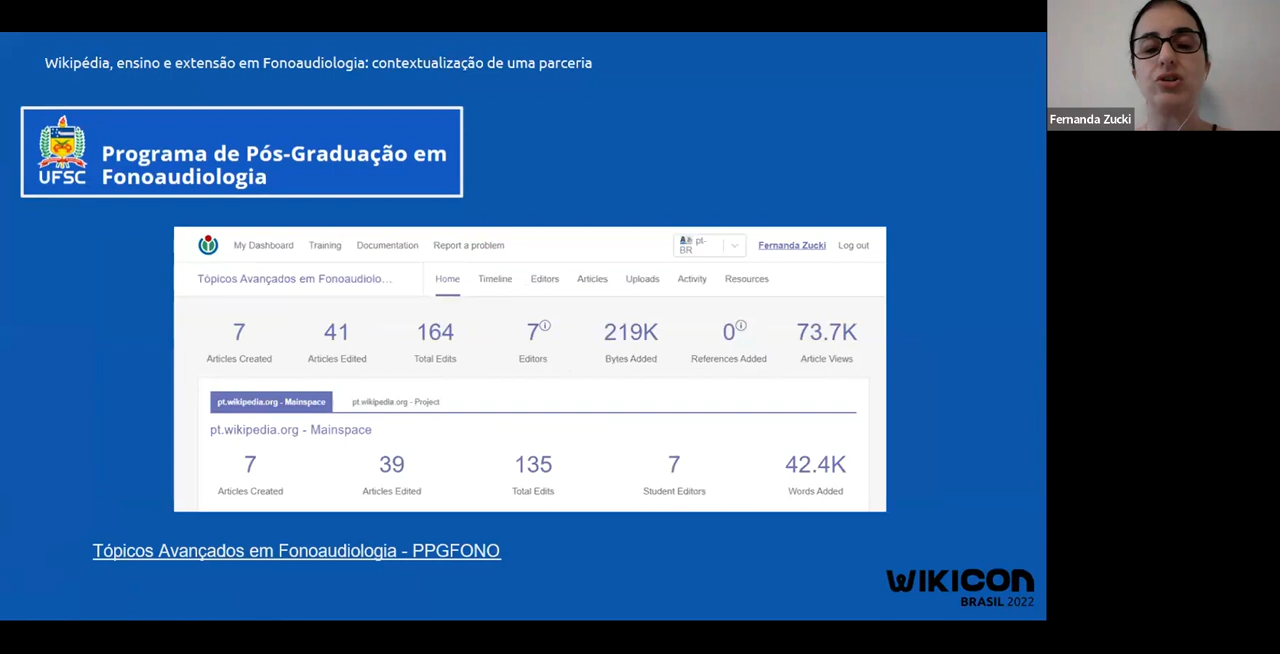 Wikipédia, ensino e extensão em Fonoaudiologia: contextualização de uma parceria
Fernanda Zucki
UFSC
Programa de Pós-Graduação em
Fonoaudiologia
My Dashboard Training Documentation Report a problem
pt-
BR
Fernanda Zucki Log out
Tópicos Avançados em Fonoaudiolo... Home Timeline Editors Articles Uploads Activity Resources
7 41 164 7 219K 0 73.7K
Articles Created Articles Edited Total Edits Editors Bytes Added References Added Article Views
pt.wikipedia.org - Mainspace pt.wikipedia.org - Project
pt.wikipedia.org - Mainspace
7 39 135 7 42.4K
Articles Created Articles Edited Total Edits Student Editors Words Added
Tópicos Avançados em Fonoaudiologia - PPGFONO
WIKICON
BRASIL 2022